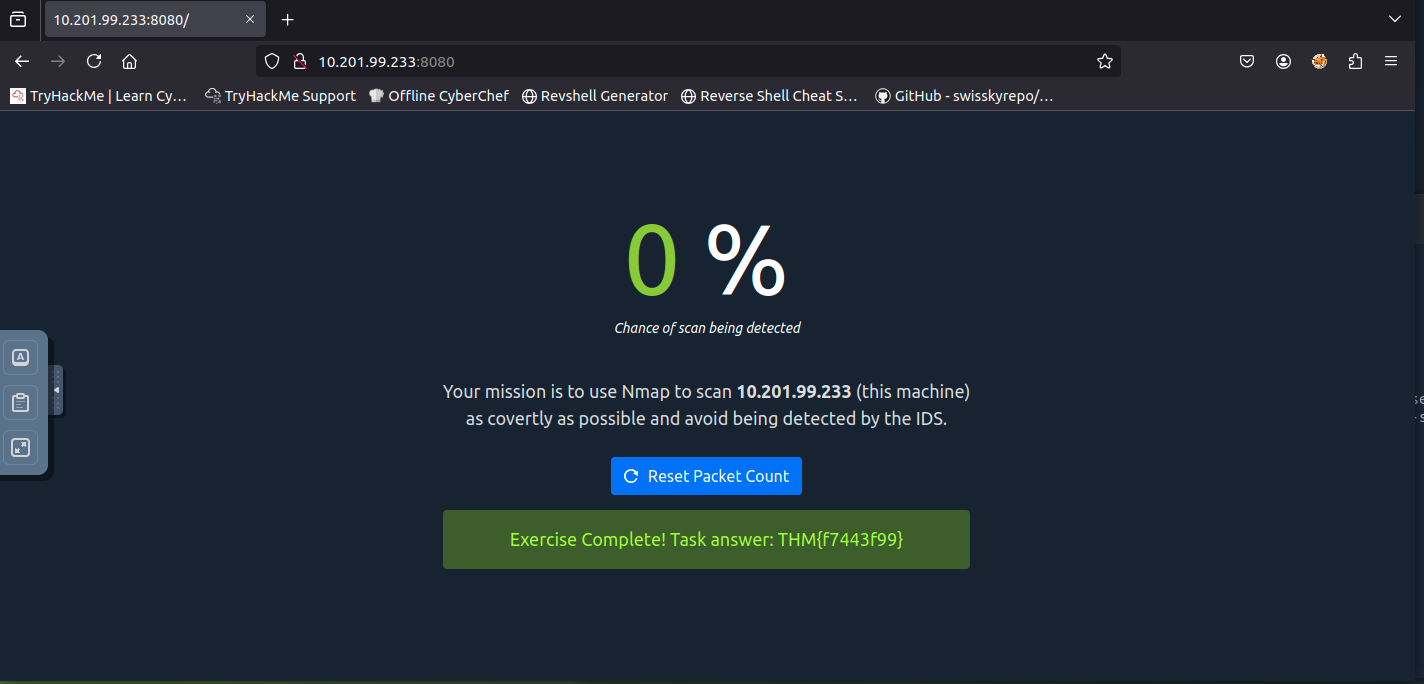 10.201.99.233:8080/
10.201.99.233:8080
TryHackMe | Learn Cy… TryHackMe Support Offline CyberChef Revshell Generator Reverse Shell Cheat S… GitHub - swisskyrepo/…
0 %
Chance of scan being detected
Your mission is to use Nmap to scan 10.201.99.233 (this machine)
as covertly as possible and avoid being detected by the IDS.
Reset Packet Count
Exercise Complete! Task answer: THM{f7443f99}
A